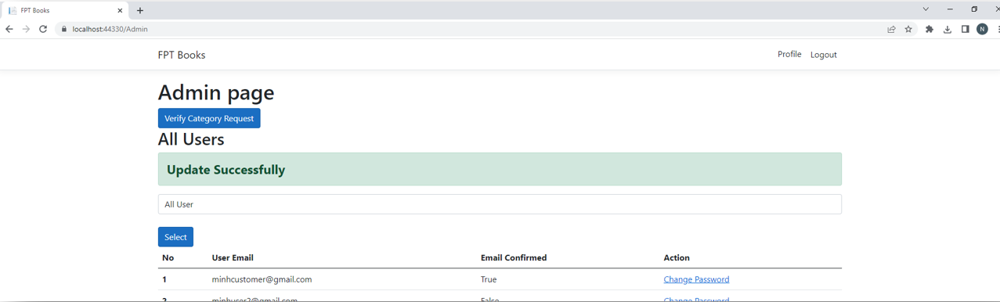 FPT Books
localhost:44330/Admin
N
FPT Books Profile Logout
Admin page
Verify Category Request
All Users
Update Successfully
All User
Select
No User Email Email Confirmed Action
1 minhcustomer@gmail.com True Change Password
2 minhuser2@gmail.com False Change Password